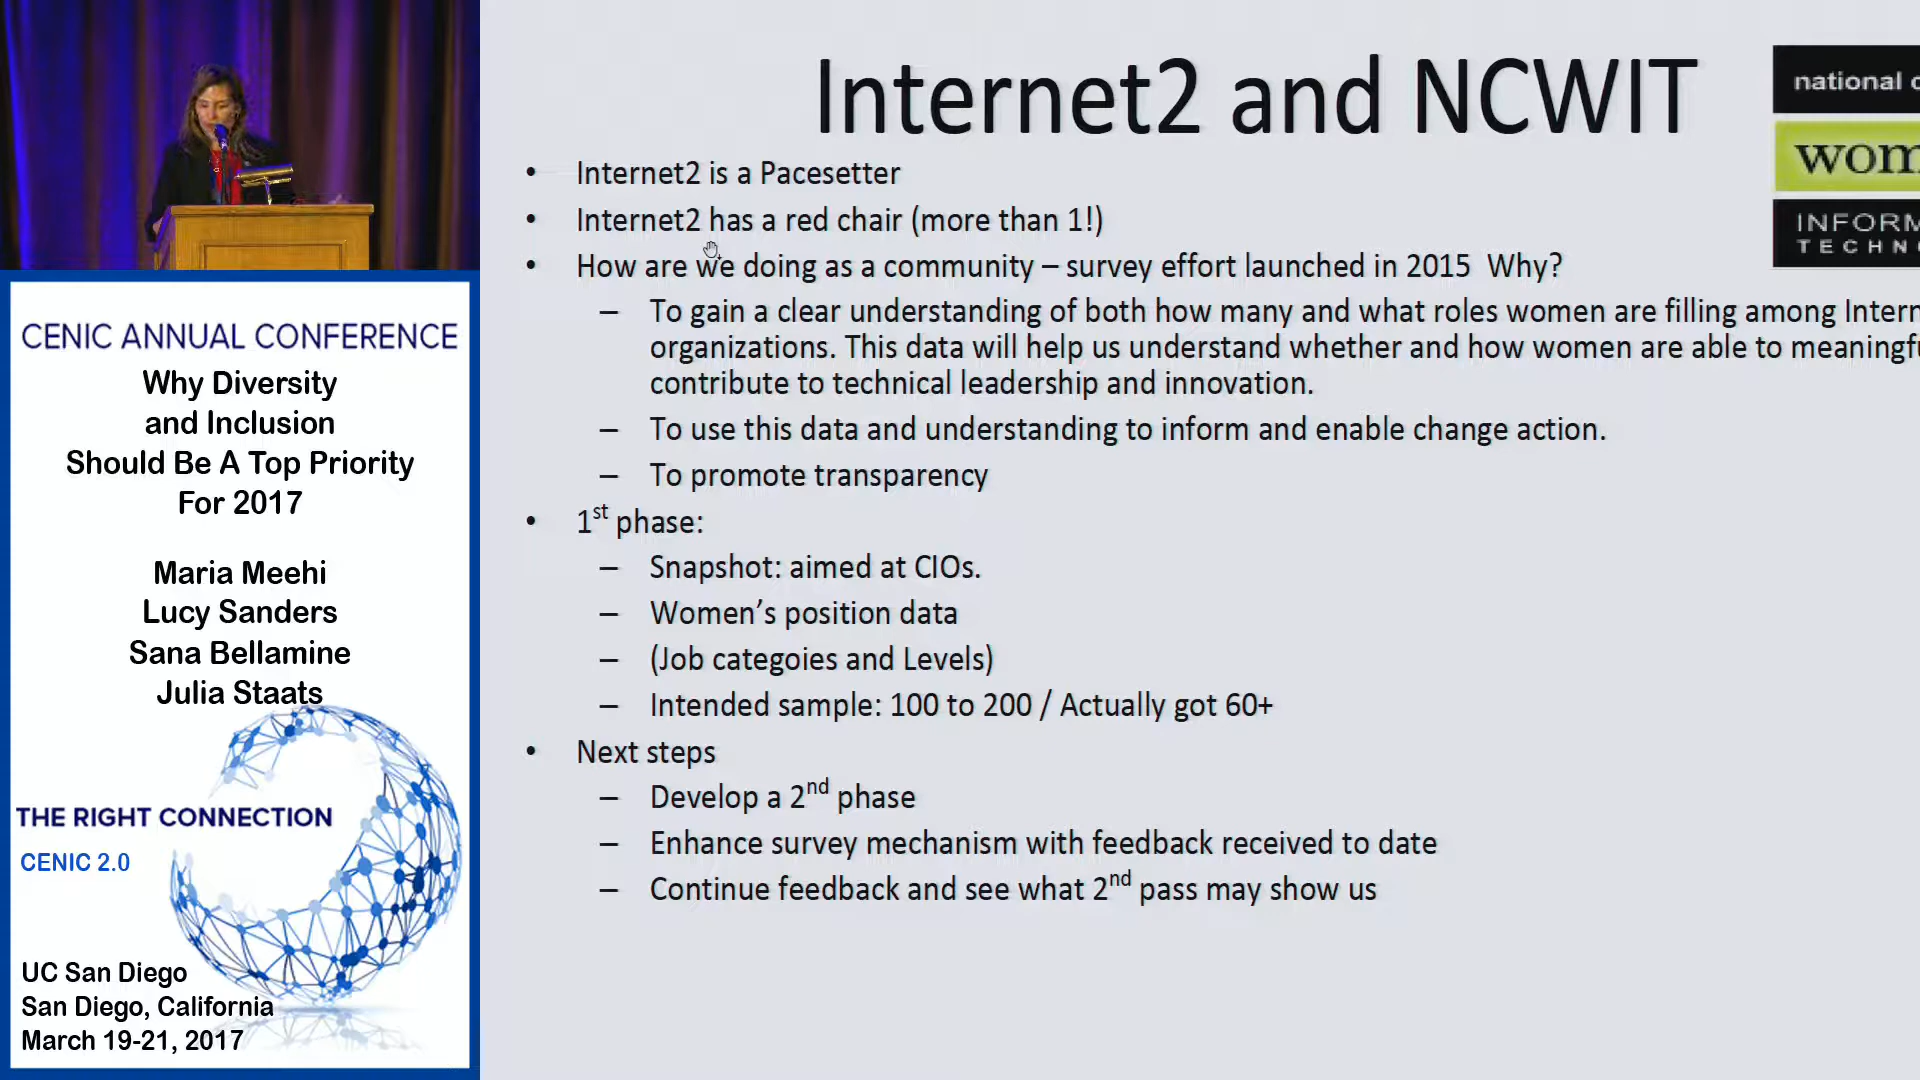 CENIC ANNUAL CONFERENCE
Why Diversity
and Inclusion
Should Be A Top Priority
For 2017
Maria Meehi
Lucy Sanders
Sana Bellamine
Julia Staats
THE RIGHT CONNECTION
CENIC 2.0
UC San Diego
San Diego, California
March 19-21, 2017
Internet2 and NCWIT
national
wom
INFORM
TECHN
• Internet2 is a Pacesetter
• Internet2 has a red chair (more than 1!)
• How are we doing as a community – survey effort launched in 2015  Why?
– To gain a clear understanding of both how many and what roles women are filling among Intern
organizations. This data will help us understand whether and how women are able to meaningfu
contribute to technical leadership and innovation.
– To use this data and understanding to inform and enable change action.
– To promote transparency
• 1st phase:
– Snapshot: aimed at CIOs.
– Women's position data
– (Job categoies and Levels)
– Intended sample: 100 to 200 / Actually got 60+
• Next steps
– Develop a 2nd phase
– Enhance survey mechanism with feedback received to date
– Continue feedback and see what 2nd pass may show us